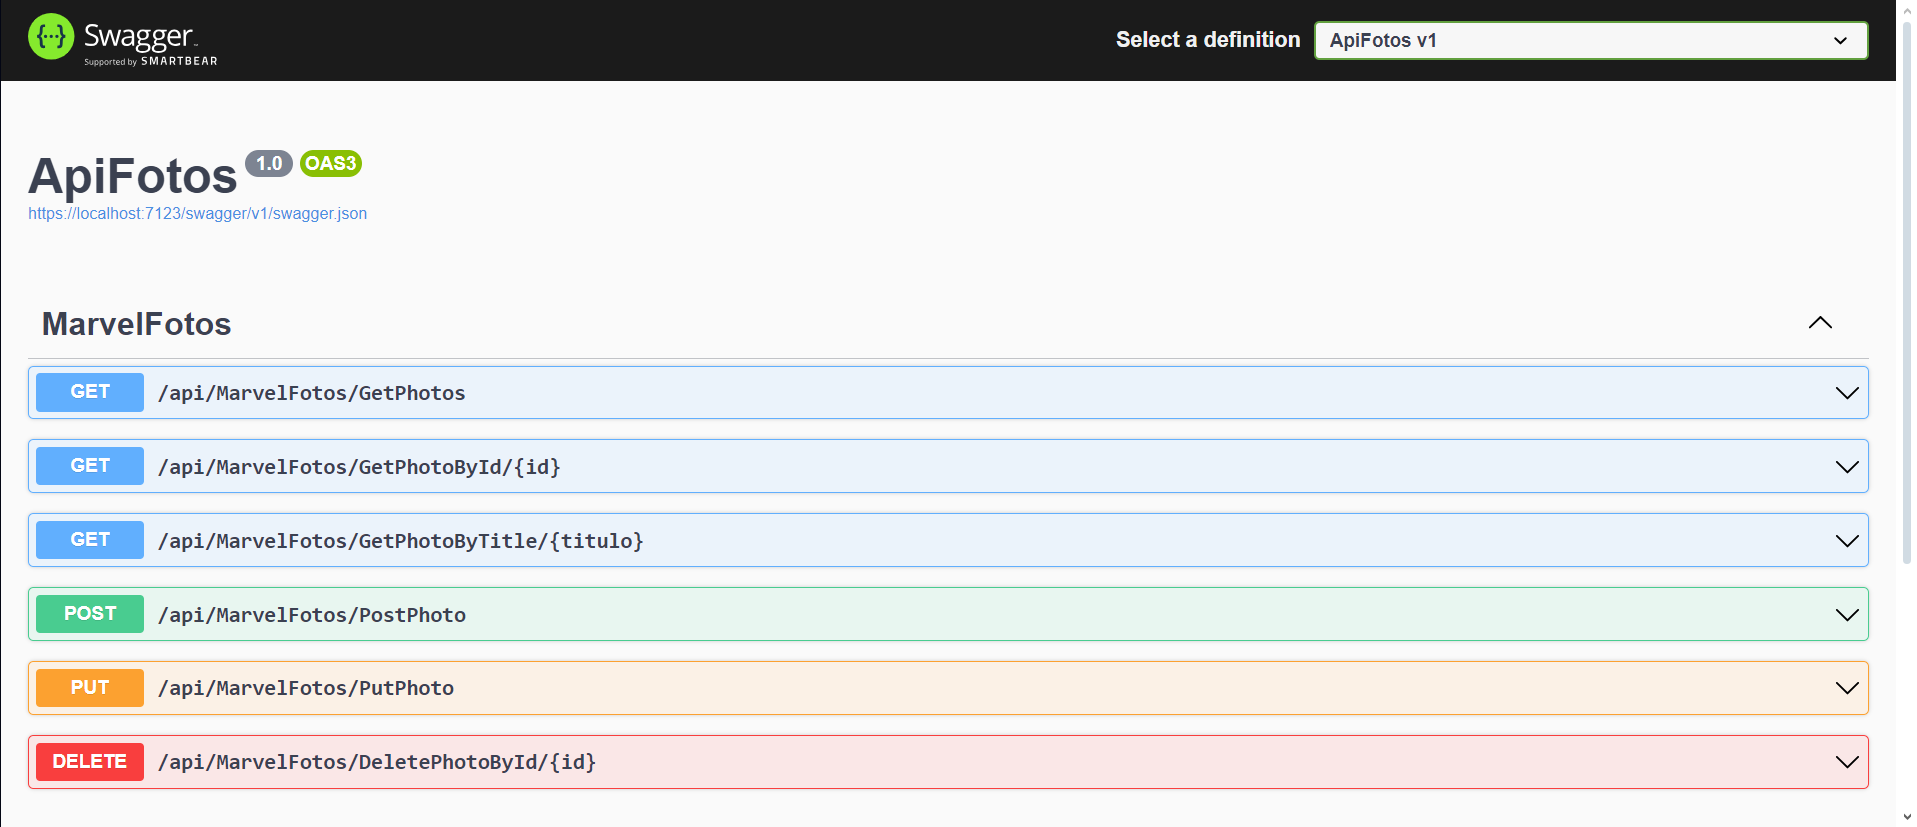 Swagger
Supported by SMARTBEAR
Select a definition
ApiFotos v1
ApiFotos 1.0 OAS3
https://localhost:7123/swagger/v1/swagger.json
MarvelFotos
GET /api/MarvelFotos/GetPhotos
GET /api/MarvelFotos/GetPhotoById/{id}
GET /api/MarvelFotos/GetPhotoByTitle/{titulo}
POST /api/MarvelFotos/PostPhoto
PUT /api/MarvelFotos/PutPhoto
DELETE /api/MarvelFotos/DeletePhotoById/{id}